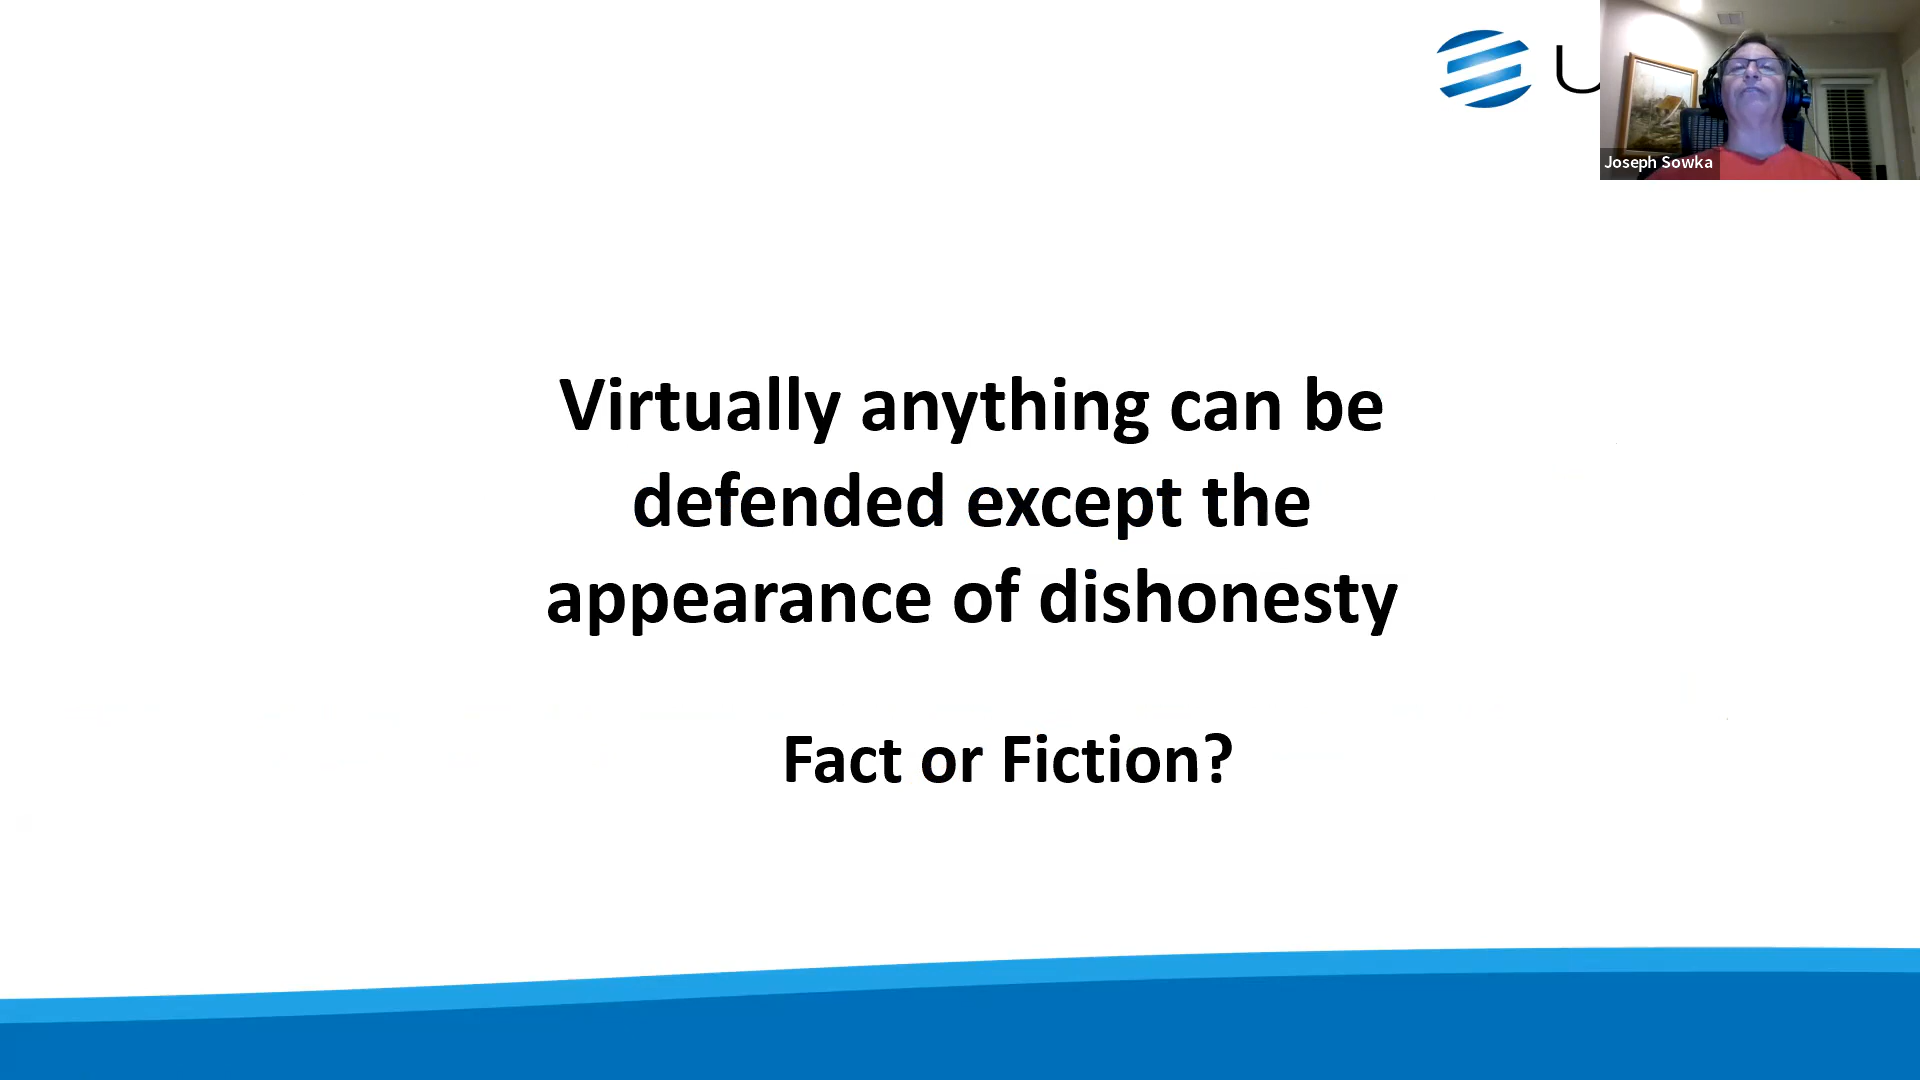 U
Joseph Sowka
Virtually anything can be
defended except the
appearance of dishonesty
Fact or Fiction?